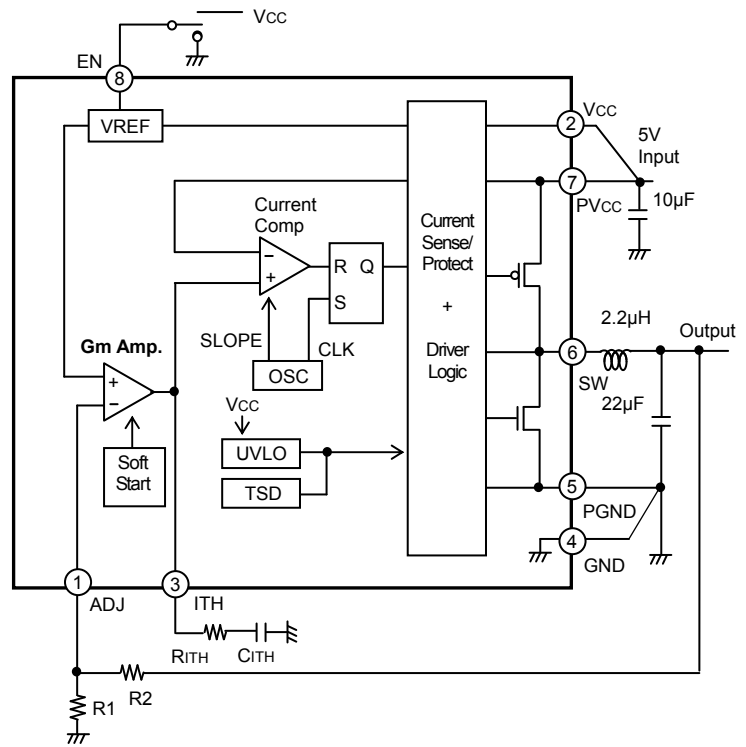 VCC
EN
8
VREF
VCC
2
5V
Input
7
PVCC
10µF
Current
Comp
Current
Sense/
Protect
+
Driver
Logic
−
+
R Q
S
SLOPE
CLK
OSC
Gm Amp.
+
−
2.2µH
Output
6
SW
22µF
VCC
UVLO
TSD
Soft
Start
5
PGND
4
GND
1
ADJ
3
ITH
RITH
CITH
R2
R1